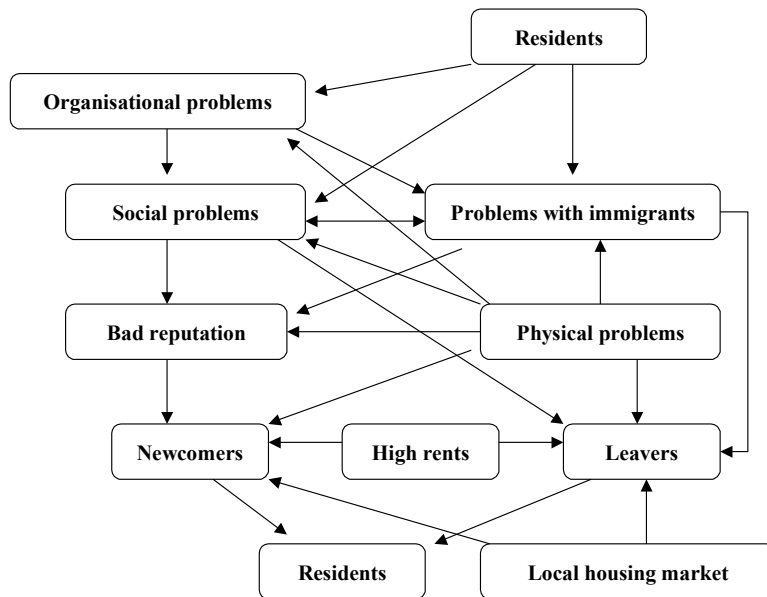 Residents
Organisational problems
Social problems
Problems with immigrants
Bad reputation
Physical problems
Newcomers
High rents
Leavers
Residents
Local housing market